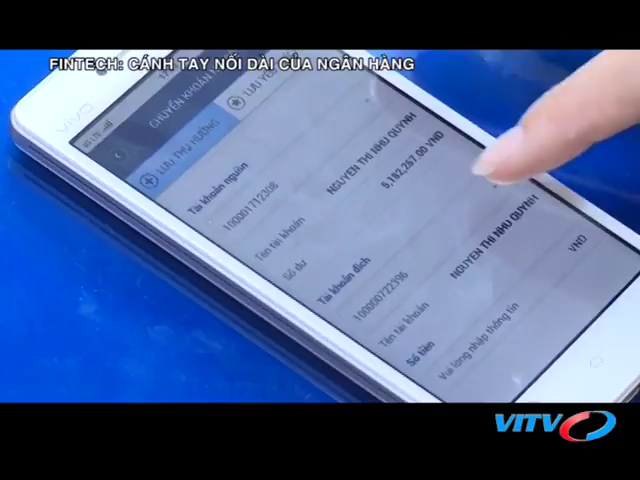 FINTECH: CÁNH TAY NỐI DÀI CỦA NGÂN HÀNG
vivo
CHUYỂN KHOẢN
LƯU THỤ HƯỞNG
LƯU
Tài khoản nguồn
100001712308
Tên tài khoản
NGUYEN THI NHU QUYNH
Số dư
5,182,267.00 VND
Tài khoản đích
100000722396
Tên tài khoản
NGUYEN THI NHU QUYNH
Số tiền
VND
Vui lòng nhập thông tin
VITV